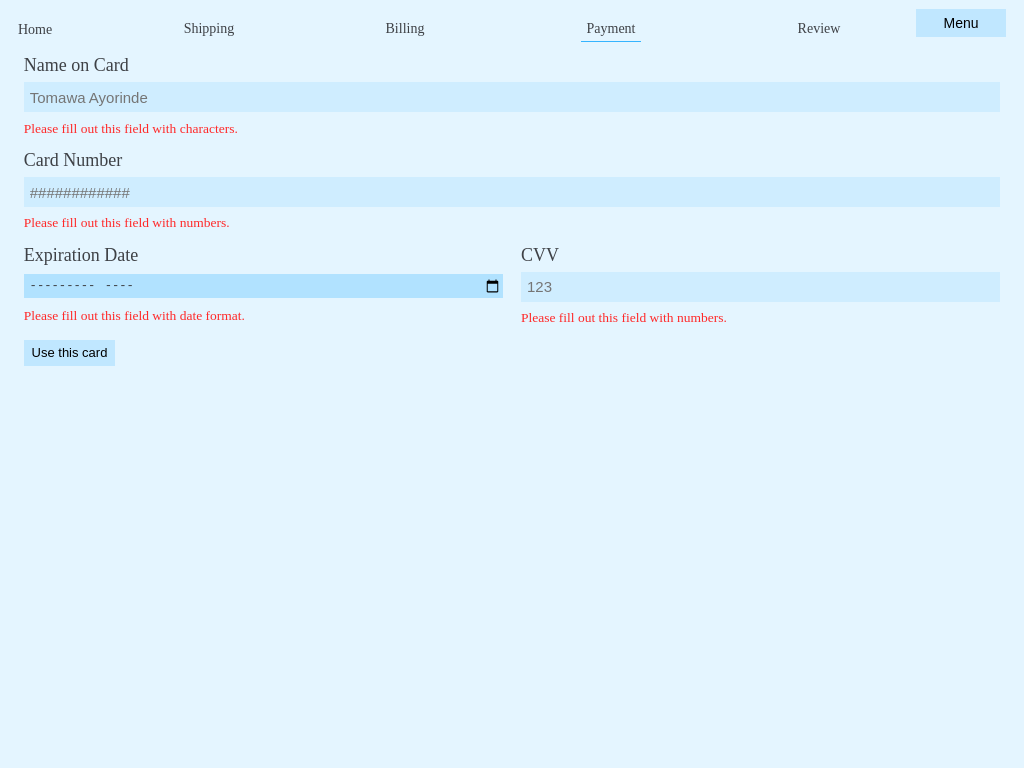 Home Shipping Billing Payment Review Menu
Name on Card
Tomawa Ayorinde
Please fill out this field with characters.
Card Number
############
Please fill out this field with numbers.
Expiration Date CVV
--------- ---- 123
Please fill out this field with date format. Please fill out this field with numbers.
Use this card